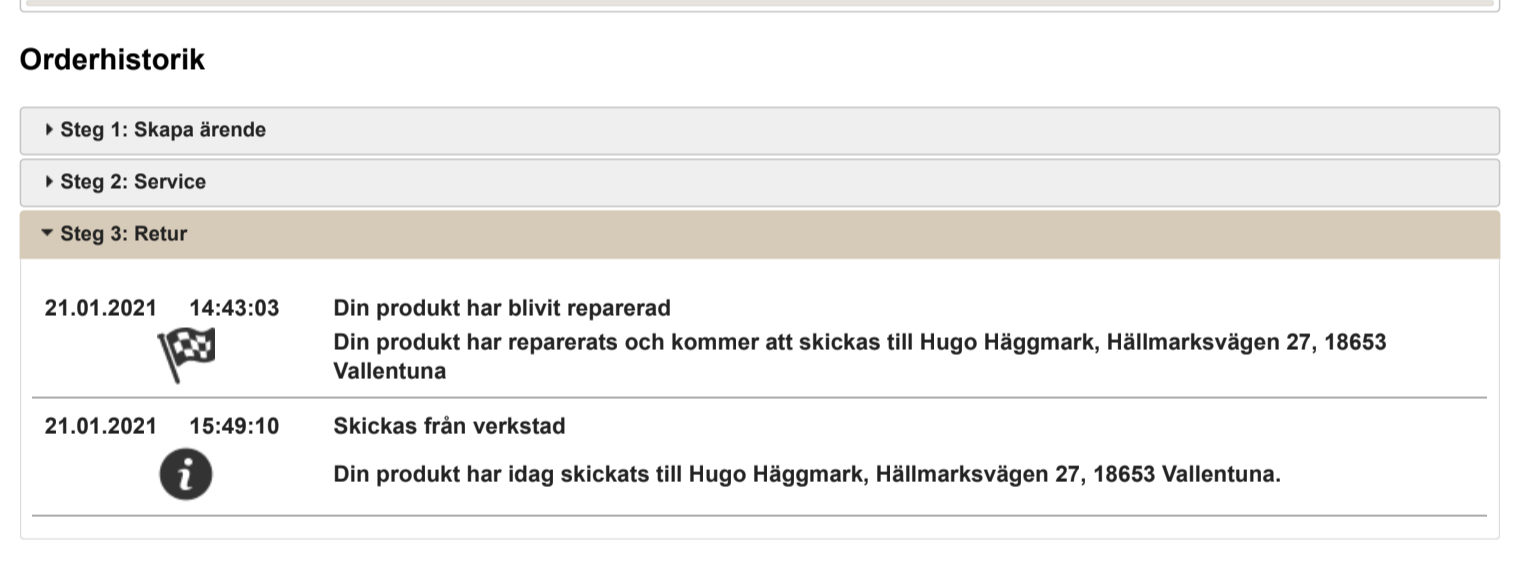 Orderhistorik
Steg 1: Skapa ärende
Steg 2: Service
Steg 3: Retur
21.01.2021 14:43:03 Din produkt har blivit reparerad
Din produkt har reparerats och kommer att skickas till Hugo Häggmark, Hällmarksvägen 27, 18653
Vallentuna
21.01.2021 15:49:10 Skickas från verkstad
Din produkt har idag skickats till Hugo Häggmark, Hällmarksvägen 27, 18653 Vallentuna.